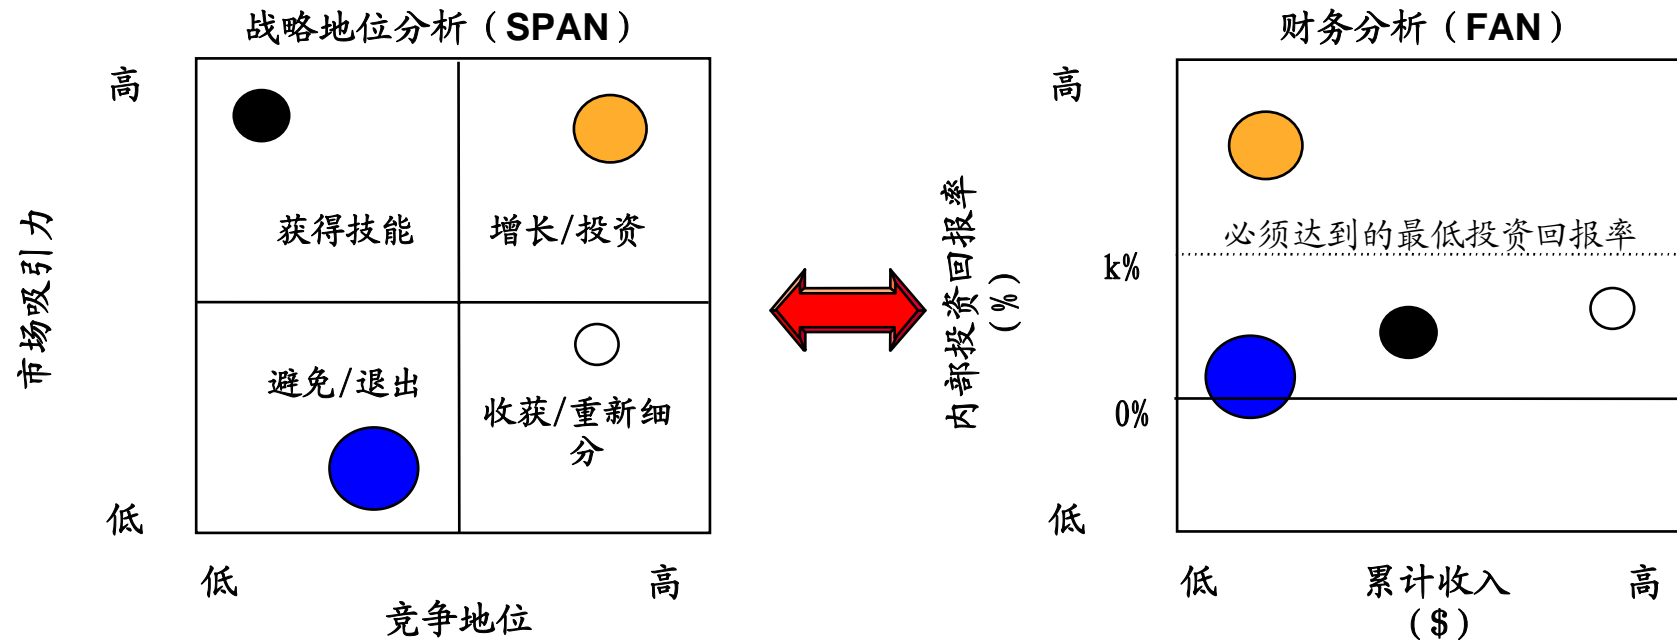 战略地位分析（SPAN）
高
市场吸引力
获得技能
增长/投资
避免/退出
收获/重新细
分
低
低
高
竞争地位
财务分析（FAN）
高
内部投资回报率
(%)
必须达到的最低投资回报率
k%
0%
低
低
累计收入
高
($)